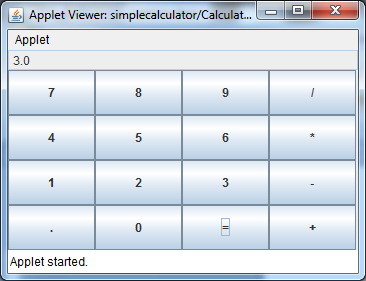 Applet Viewer: simplecalculator/Calculat...
Applet
3.0
7 8 9 /
4 5 6 *
1 2 3 -
. 0 = +
Applet started.